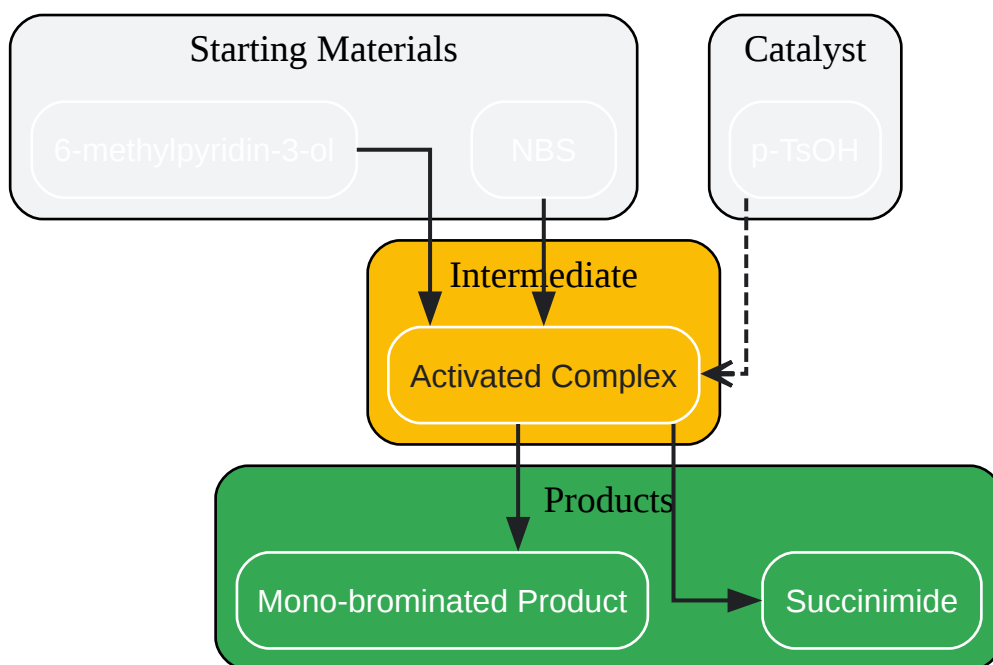 Starting Materials
Catalyst
6-methylpyridin-3-ol
NBS
p-TsOH
Intermediate
Activated Complex
Products
Mono-brominated Product
Succinimide